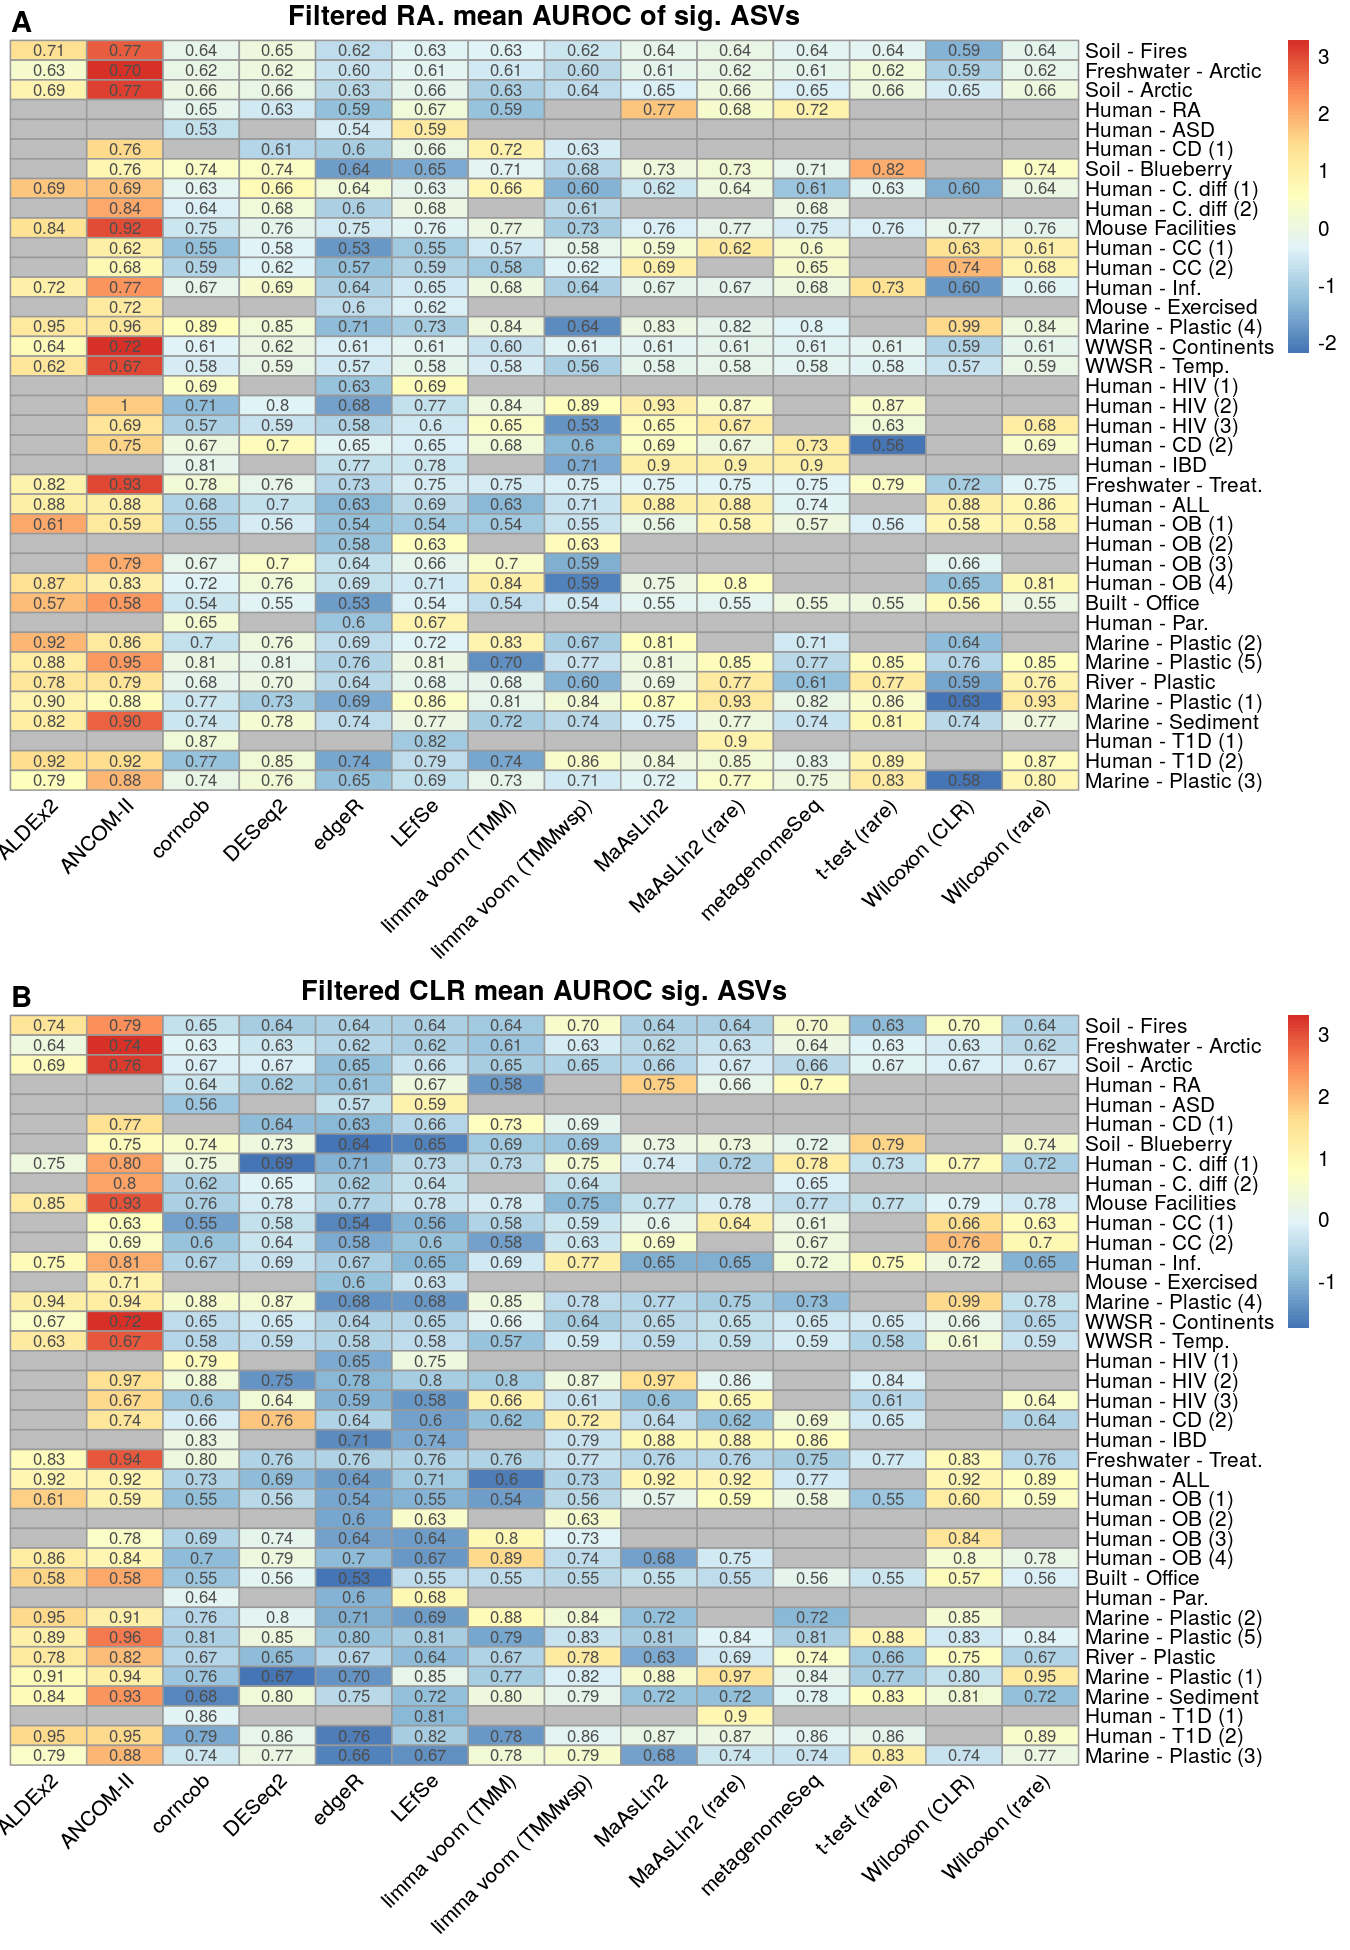 A Filtered RA. mean AUROC of sig. ASVs
0.71 0.77 0.64 0.65 0.62 0.63 0.63 0.62 0.64 0.64 0.64 0.64 0.59 0.64 Soil - Fires
0.63 0.70 0.62 0.62 0.60 0.61 0.61 0.60 0.61 0.62 0.61 0.62 0.59 0.62 Freshwater - Arctic
0.69 0.77 0.66 0.66 0.63 0.66 0.63 0.64 0.65 0.66 0.65 0.66 0.65 0.66 Soil - Arctic
0.65 0.63 0.59 0.67 0.59 0.77 0.68 0.72 Human - RA
0.53 0.54 0.59 Human - ASD
0.76 0.61 0.6 0.66 0.72 0.63 Human - CD (1)
0.76 0.74 0.74 0.64 0.65 0.71 0.68 0.73 0.73 0.71 0.82 0.74 Soil - Blueberry
0.69 0.69 0.63 0.66 0.64 0.63 0.66 0.60 0.62 0.64 0.61 0.63 0.60 0.64 Human - C. diff (1)
0.84 0.64 0.68 0.6 0.68 0.61 0.68 Human - C. diff (2)
0.84 0.92 0.75 0.76 0.75 0.76 0.77 0.73 0.76 0.77 0.75 0.76 0.77 0.76 Mouse Facilities
0.62 0.55 0.58 0.53 0.55 0.57 0.58 0.59 0.62 0.6 0.63 0.61 Human - CC (1)
0.68 0.59 0.62 0.57 0.59 0.58 0.62 0.69 0.65 0.74 0.68 Human - CC (2)
0.72 0.77 0.67 0.69 0.64 0.65 0.68 0.64 0.67 0.67 0.68 0.73 0.60 0.66 Human - Inf.
0.72 0.6 0.62 Mouse - Exercised
0.95 0.96 0.89 0.85 0.71 0.73 0.84 0.64 0.83 0.82 0.8 0.99 0.84 Marine - Plastic (4)
0.64 0.72 0.61 0.62 0.61 0.61 0.60 0.61 0.61 0.61 0.61 0.61 0.59 0.61 WWSR - Continents
0.62 0.67 0.58 0.59 0.57 0.58 0.58 0.56 0.58 0.58 0.58 0.58 0.57 0.59 WWSR - Temp.
0.69 0.63 0.69 Human - HIV (1)
1 0.71 0.8 0.68 0.77 0.84 0.89 0.93 0.87 0.87 Human - HIV (2)
0.69 0.57 0.59 0.58 0.6 0.65 0.53 0.65 0.67 0.63 0.68 Human - HIV (3)
0.75 0.67 0.7 0.65 0.65 0.68 0.6 0.69 0.67 0.73 0.56 0.69 Human - CD (2)
0.81 0.77 0.78 0.71 0.9 0.9 0.9 Human - IBD
0.82 0.93 0.78 0.76 0.73 0.75 0.75 0.75 0.75 0.75 0.75 0.79 0.72 0.75 Freshwater - Treat.
0.88 0.88 0.68 0.7 0.63 0.69 0.63 0.71 0.88 0.88 0.74 0.88 0.86 Human - ALL
0.61 0.59 0.55 0.56 0.54 0.54 0.54 0.55 0.56 0.58 0.57 0.56 0.58 0.58 Human - OB (1)
0.58 0.63 0.63 Human - OB (2)
0.79 0.67 0.7 0.64 0.66 0.7 0.59 0.66 Human - OB (3)
0.87 0.83 0.72 0.76 0.69 0.71 0.84 0.59 0.75 0.8 0.65 0.81 Human - OB (4)
0.57 0.58 0.54 0.55 0.53 0.54 0.54 0.54 0.55 0.55 0.55 0.55 0.56 0.55 Built - Office
0.65 0.6 0.67 Human - Par.
0.92 0.86 0.7 0.76 0.69 0.72 0.83 0.67 0.81 0.71 0.64 Marine - Plastic (2)
0.88 0.95 0.81 0.81 0.76 0.81 0.70 0.77 0.81 0.85 0.77 0.85 0.76 0.85 Marine - Plastic (5)
0.78 0.79 0.68 0.70 0.64 0.68 0.68 0.60 0.69 0.77 0.61 0.77 0.59 0.76 River - Plastic
0.90 0.88 0.77 0.73 0.69 0.86 0.81 0.84 0.87 0.93 0.82 0.86 0.63 0.93 Marine - Plastic (1)
0.82 0.90 0.74 0.78 0.74 0.77 0.72 0.74 0.75 0.77 0.74 0.81 0.74 0.77 Marine - Sediment
0.87 0.82 0.9 Human - T1D (1)
0.92 0.92 0.77 0.85 0.74 0.79 0.74 0.86 0.84 0.85 0.83 0.89 0.87 Human - T1D (2)
0.79 0.88 0.74 0.76 0.65 0.69 0.73 0.71 0.72 0.77 0.75 0.83 0.58 0.80 Marine - Plastic (3)
3
2
1
0
-1
-2
ALDEx2
ANCOM-II
corncob
DESeq2
edgeR
LEfSe
limma voom (TMM)
limma voom (TMMwsp)
MaAsLin2
MaAsLin2 (rare)
metagenomeSeq
t-test (rare)
Wilcoxon (CLR)
Wilcoxon (rare)
B Filtered CLR mean AUROC sig. ASVs
0.74 0.79 0.65 0.64 0.64 0.64 0.64 0.70 0.64 0.64 0.70 0.63 0.70 0.64 Soil - Fires
0.64 0.74 0.63 0.63 0.62 0.62 0.61 0.63 0.62 0.63 0.64 0.63 0.63 0.62 Freshwater - Arctic
0.69 0.76 0.67 0.67 0.65 0.66 0.65 0.65 0.66 0.67 0.66 0.67 0.67 0.67 Soil - Arctic
0.64 0.62 0.61 0.67 0.58 0.75 0.66 0.7 Human - RA
0.56 0.57 0.59 Human - ASD
0.77 0.64 0.63 0.66 0.73 0.69 Human - CD (1)
0.75 0.74 0.73 0.64 0.65 0.69 0.69 0.73 0.73 0.72 0.79 0.74 Soil - Blueberry
0.75 0.80 0.75 0.69 0.71 0.73 0.73 0.75 0.74 0.72 0.78 0.73 0.77 0.72 Human - C. diff (1)
0.8 0.62 0.65 0.62 0.64 0.64 0.65 Human - C. diff (2)
0.85 0.93 0.76 0.78 0.77 0.78 0.78 0.75 0.77 0.78 0.77 0.77 0.79 0.78 Mouse Facilities
0.63 0.55 0.58 0.54 0.56 0.58 0.59 0.6 0.64 0.61 0.66 0.63 Human - CC (1)
0.69 0.6 0.64 0.58 0.6 0.58 0.63 0.69 0.67 0.76 0.7 Human - CC (2)
0.75 0.81 0.67 0.69 0.67 0.65 0.69 0.77 0.65 0.65 0.72 0.75 0.72 0.65 Human - Inf.
0.71 0.6 0.63 Mouse - Exercised
0.94 0.94 0.88 0.87 0.68 0.68 0.85 0.78 0.77 0.75 0.73 0.99 0.78 Marine - Plastic (4)
0.67 0.72 0.65 0.65 0.64 0.65 0.66 0.64 0.65 0.65 0.65 0.65 0.66 0.65 WWSR - Continents
0.63 0.67 0.58 0.59 0.58 0.58 0.57 0.59 0.59 0.59 0.59 0.58 0.61 0.59 WWSR - Temp.
0.79 0.65 0.75 Human - HIV (1)
0.97 0.88 0.75 0.78 0.8 0.8 0.87 0.97 0.86 0.84 Human - HIV (2)
0.67 0.6 0.64 0.59 0.58 0.66 0.61 0.6 0.65 0.61 0.64 Human - HIV (3)
0.74 0.66 0.76 0.64 0.6 0.62 0.72 0.64 0.62 0.69 0.65 0.64 Human - CD (2)
0.83 0.71 0.74 0.79 0.88 0.88 0.86 Human - IBD
0.83 0.94 0.80 0.76 0.76 0.76 0.76 0.77 0.76 0.76 0.75 0.77 0.83 0.76 Freshwater - Treat.
0.92 0.92 0.73 0.69 0.64 0.71 0.6 0.73 0.92 0.92 0.77 0.92 0.89 Human - ALL
0.61 0.59 0.55 0.56 0.54 0.55 0.54 0.56 0.57 0.59 0.58 0.55 0.60 0.59 Human - OB (1)
0.6 0.63 0.63 Human - OB (2)
0.78 0.69 0.74 0.64 0.64 0.8 0.73 0.84 Human - OB (3)
0.86 0.84 0.7 0.79 0.7 0.67 0.89 0.74 0.68 0.75 0.8 0.78 Human - OB (4)
0.58 0.58 0.55 0.56 0.53 0.55 0.55 0.55 0.55 0.55 0.56 0.55 0.57 0.56 Built - Office
0.64 0.6 0.68 Human - Par.
0.95 0.91 0.76 0.8 0.71 0.69 0.88 0.84 0.72 0.72 0.85 Marine - Plastic (2)
0.89 0.96 0.81 0.85 0.80 0.81 0.79 0.83 0.81 0.84 0.81 0.88 0.83 0.84 Marine - Plastic (5)
0.78 0.82 0.67 0.65 0.67 0.64 0.67 0.78 0.63 0.69 0.74 0.66 0.75 0.67 River - Plastic
0.91 0.94 0.76 0.67 0.70 0.85 0.77 0.82 0.88 0.97 0.84 0.77 0.80 0.95 Marine - Plastic (1)
0.84 0.93 0.68 0.80 0.75 0.72 0.80 0.79 0.72 0.72 0.78 0.83 0.81 0.72 Marine - Sediment
0.86 0.81 0.9 Human - T1D (1)
0.95 0.95 0.79 0.86 0.76 0.82 0.78 0.86 0.87 0.87 0.86 0.86 0.89 Human - T1D (2)
0.79 0.88 0.74 0.77 0.66 0.67 0.78 0.79 0.68 0.74 0.74 0.83 0.74 0.77 Marine - Plastic (3)
3
2
1
0
-1
ALDEx2
ANCOM-II
corncob
DESeq2
edgeR
LEfSe
limma voom (TMM)
limma voom (TMMwsp)
MaAsLin2
MaAsLin2 (rare)
metagenomeSeq
t-test (rare)
Wilcoxon (CLR)
Wilcoxon (rare)